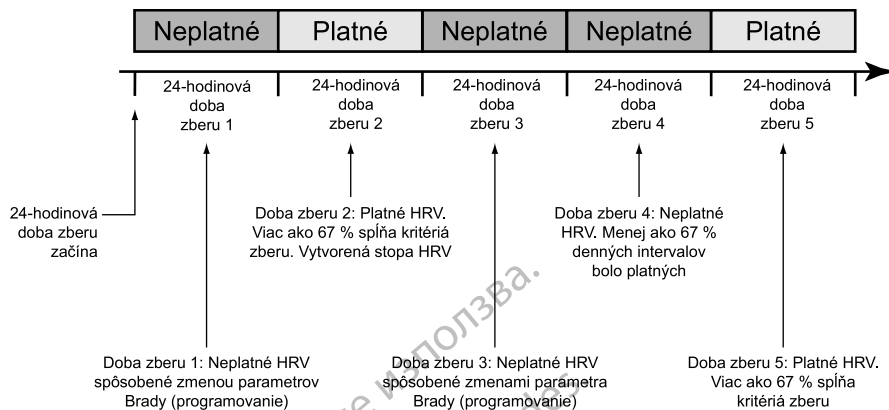 Neplatné Platné Neplatné Neplatné Platné
24-hodinová doba zberu 1
24-hodinová doba zberu 2
24-hodinová doba zberu 3
24-hodinová doba zberu 4
24-hodinová doba zberu 5
24-hodinová
doba zberu
začína
Doba zberu 2: Platné HRV.
Viac ako 67 % spĺňa kritériá
zberu. Vytvorená stopa HRV
Doba zberu 4: Neplatné
HRV. Menej ako 67 %
denných intervalov
bolo platných
Doba zberu 1: Neplatné HRV
spôsobené zmenou parametrov
Brady (programovanie)
Doba zberu 3: Neplatné HRV
spôsobené zmenami parametra
Brady (programovanie)
Doba zberu 5: Platné HRV.
Viac ako 67 % spĺňa
kritériá zberu
използва.